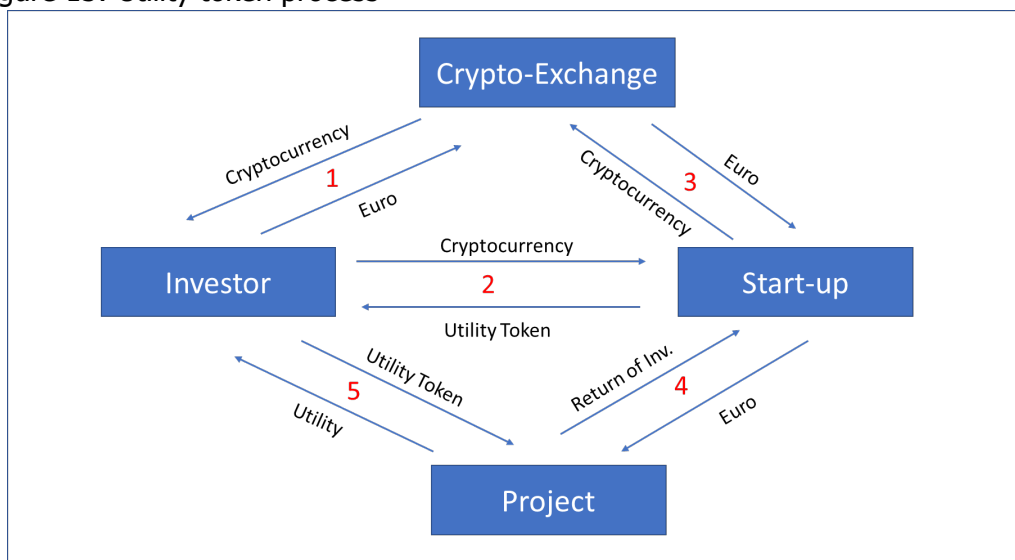 Crypto-Exchange
Cryptocurrency
1
Euro
Cryptocurrency
3
Euro
Investor
Cryptocurrency
2
Utility Token
Start-up
Utility Token
5
Utility
Return of Inv.
4
Euro
Project